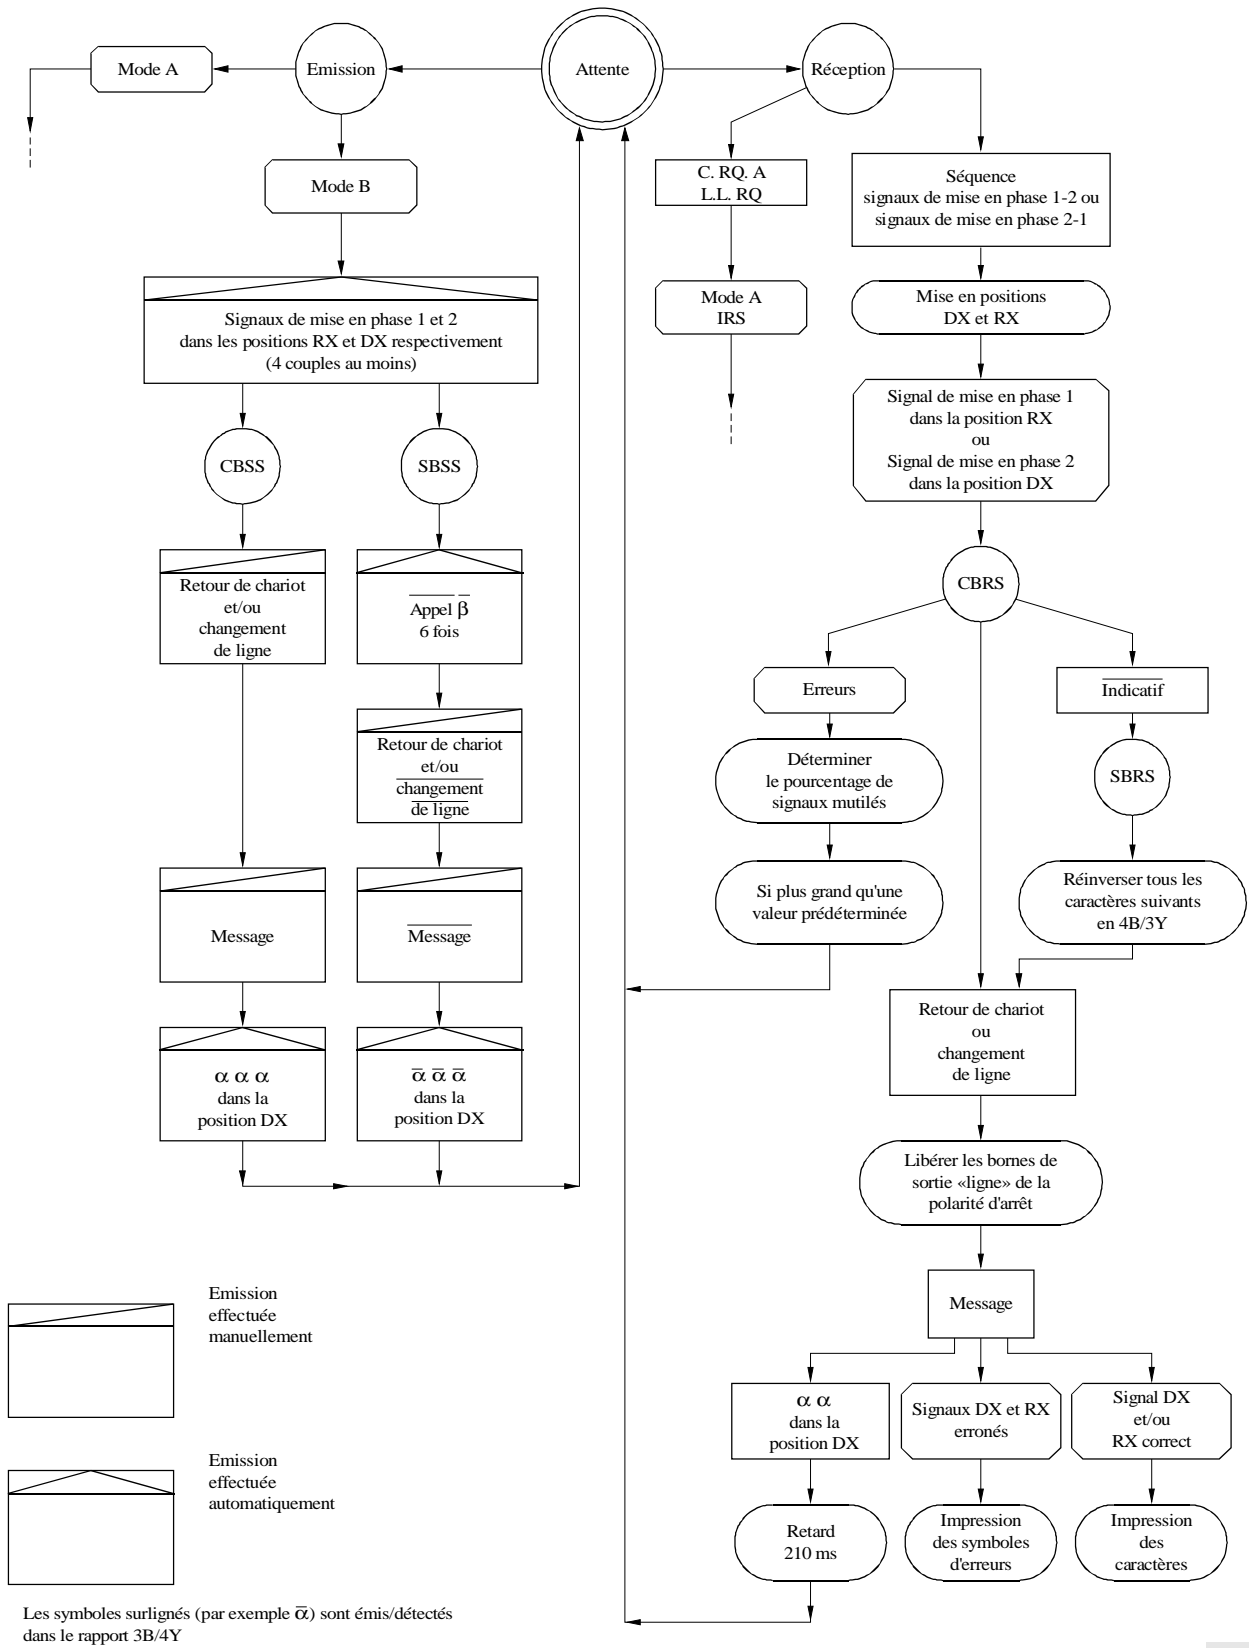 Mode A
Emission
Attente
Réception
Mode B
C. RQ. A
L.L. RQ
Séquence
signaux de mise en phase 1-2 ou
signaux de mise en phase 2-1
Signaux de mise en phase 1 et 2
dans les positions RX et DX respectivement
(4 couples au moins)
Mode A
IRS
Mise en positions
DX et RX
Signal de mise en phase 1
dans la position RX
ou
Signal de mise en phase 2
dans la position DX
CBSS
SBSS
CBRS
Retour de chariot
et/ou
changement
de ligne
A̅p̅p̅e̅l̅ β̅
6 fois
Retour de chariot
et/ou
c̅h̅a̅n̅g̅e̅m̅e̅n̅t̅
d̅e̅ l̅i̅g̅n̅e̅
Erreurs
I̅n̅d̅i̅c̅a̅t̅i̅f̅
Déterminer
le pourcentage de
signaux mutilés
SBRS
Si plus grand qu'une
valeur prédéterminée
Réinverser tous les
caractères suivants
en 4B/3Y
Message
M̅e̅s̅s̅a̅g̅e̅
α α α
dans la
position DX
α̅ α̅ α̅
dans la
position DX
Retour de chariot
ou
changement
de ligne
Libérer les bornes de
sortie «ligne» de la
polarité d'arrêt
Message
α α
dans la
position DX
Signaux DX et RX
erronés
Signal DX
et/ou
RX correct
Retard
210 ms
Impression
des symboles
d'erreurs
Impression
des
caractères
Emission
effectuée
manuellement
Emission
effectuée
automatiquement
Les symboles surlignés (par exemple α̅) sont émis/détectés
dans le rapport 3B/4Y